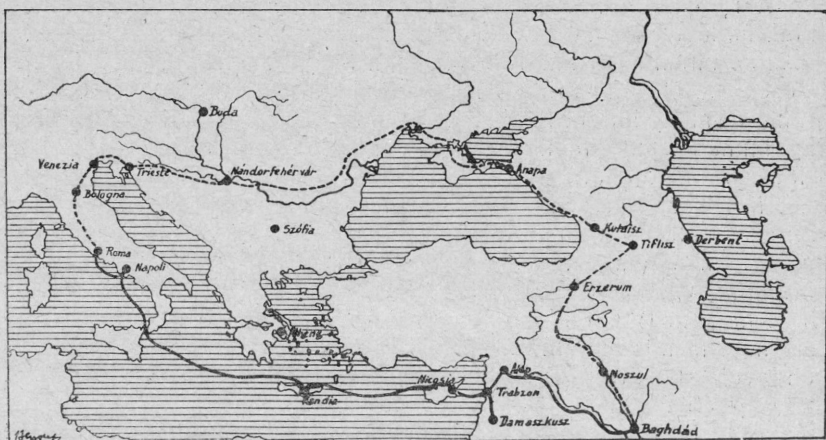 Buda
Venezia
Trieste
Nándorfehérvár
Anapa
Bologna
Kutaisz
Szófia
Tiflisz
Derbent
Roma
Napoli
Erzerum
Moszul
Nicosia
Trabzon
Kandia
Damaszkusz
Baghdád